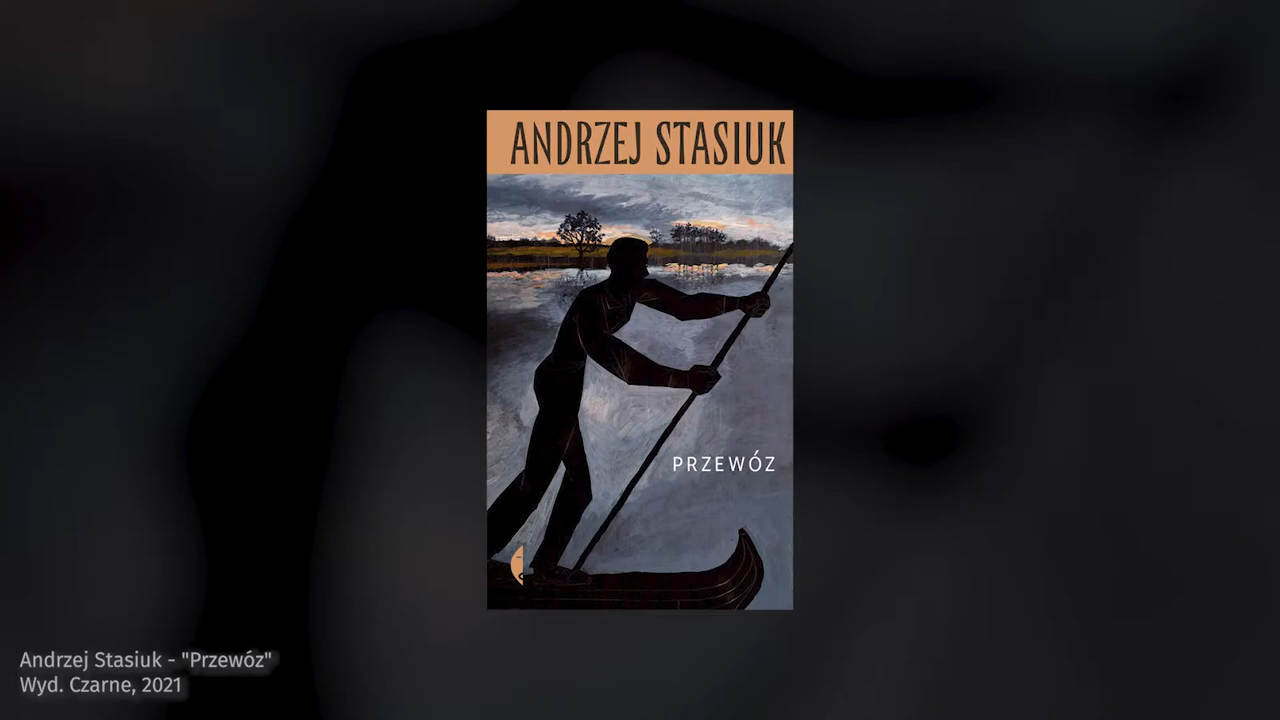 ANDRZEJ STASIUK
PRZEWÓZ
Andrzej Stasiuk - "Przewóz"
Wyd. Czarne, 2021